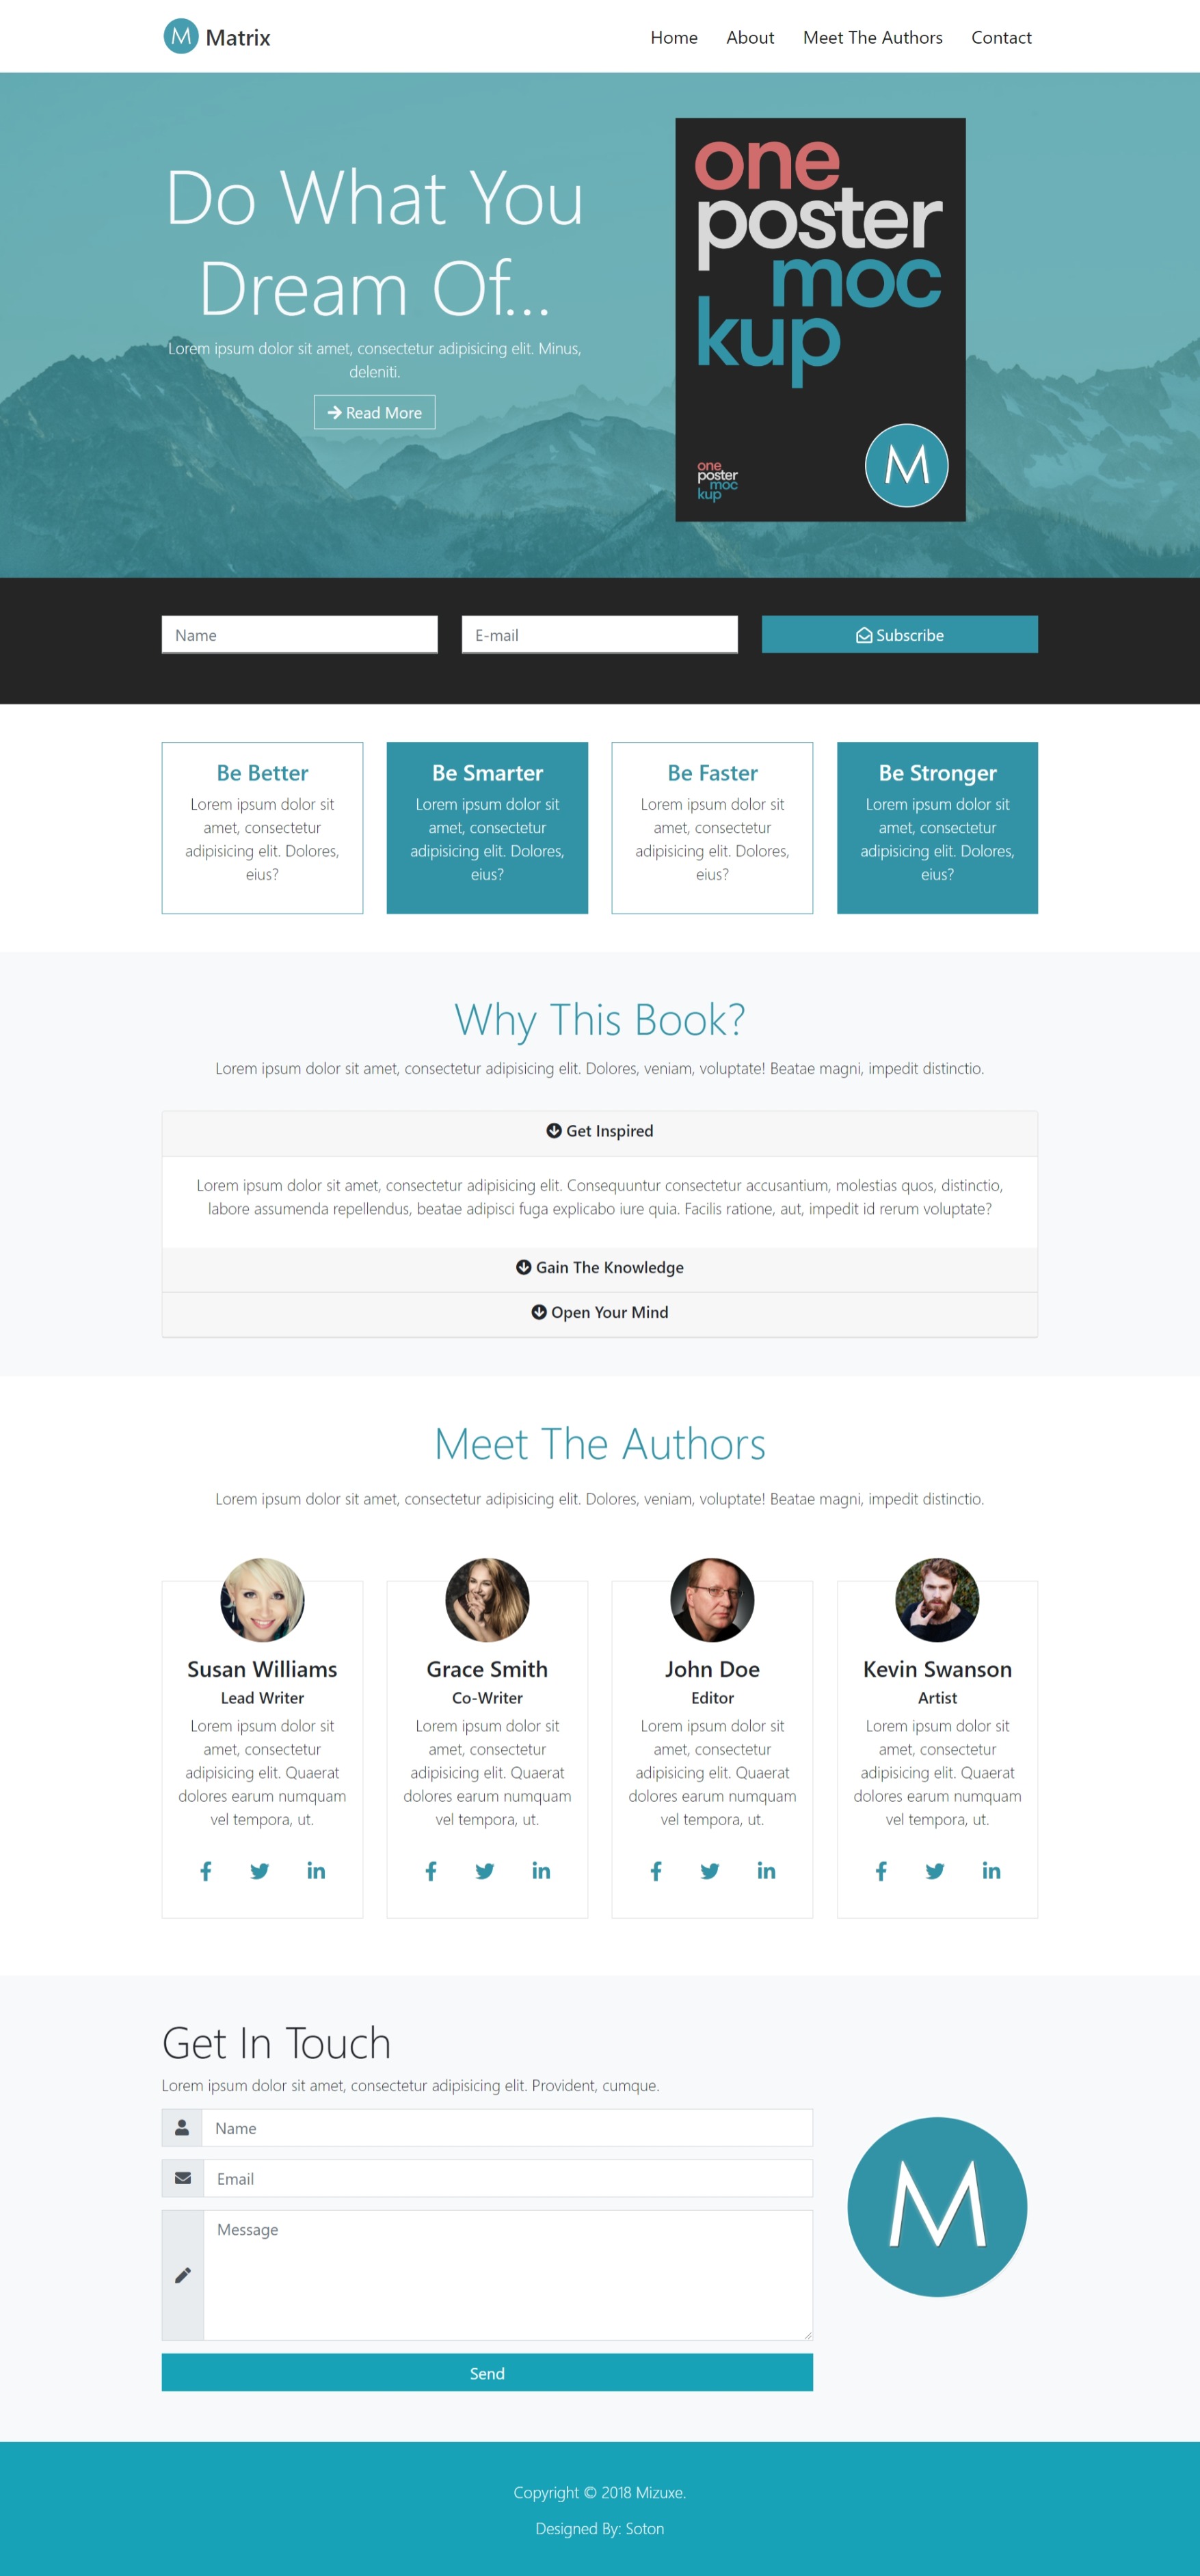 M Matrix
Home About Meet The Authors Contact
Do What You
Dream Of...
Lorem ipsum dolor sit amet, consectetur adipisicing elit. Minus,
deleniti.
Read More
one
poster
moc
kup
one
poster
moc
kup
M
Name
E-mail
Subscribe
Be Better
Lorem ipsum dolor sit
amet, consectetur
adipisicing elit. Dolores,
eius?
Be Smarter
Lorem ipsum dolor sit
amet, consectetur
adipisicing elit. Dolores,
eius?
Be Faster
Lorem ipsum dolor sit
amet, consectetur
adipisicing elit. Dolores,
eius?
Be Stronger
Lorem ipsum dolor sit
amet, consectetur
adipisicing elit. Dolores,
eius?
Why This Book?
Lorem ipsum dolor sit amet, consectetur adipisicing elit. Dolores, veniam, voluptate! Beatae magni, impedit distinctio.
Get Inspired
Lorem ipsum dolor sit amet, consectetur adipisicing elit. Consequuntur consectetur accusantium, molestias quos, distinctio,
labore assumenda repellendus, beatae adipisci fuga explicabo iure quia. Facilis ratione, aut, impedit id rerum voluptate?
Gain The Knowledge
Open Your Mind
Meet The Authors
Lorem ipsum dolor sit amet, consectetur adipisicing elit. Dolores, veniam, voluptate! Beatae magni, impedit distinctio.
Susan Williams
Lead Writer
Lorem ipsum dolor sit
amet, consectetur
adipisicing elit. Quaerat
dolores earum numquam
vel tempora, ut.
Grace Smith
Co-Writer
Lorem ipsum dolor sit
amet, consectetur
adipisicing elit. Quaerat
dolores earum numquam
vel tempora, ut.
John Doe
Editor
Lorem ipsum dolor sit
amet, consectetur
adipisicing elit. Quaerat
dolores earum numquam
vel tempora, ut.
Kevin Swanson
Artist
Lorem ipsum dolor sit
amet, consectetur
adipisicing elit. Quaerat
dolores earum numquam
vel tempora, ut.
Get In Touch
Lorem ipsum dolor sit amet, consectetur adipisicing elit. Provident, cumque.
Name
Email
Message
Send
M
Copyright © 2018 Mizuxe.
Designed By: Soton